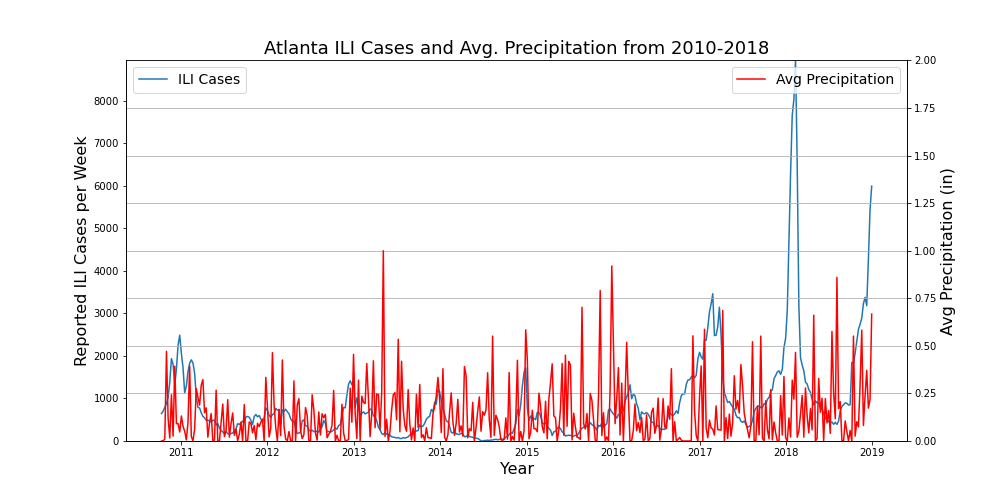 Atlanta ILI Cases and Avg. Precipitation from 2010-2018
ILI Cases
Avg Precipitation
Reported ILI Cases per Week
8000
7000
6000
5000
4000
3000
2000
1000
0
2.00
1.75
1.50
1.25
1.00
0.75
0.50
0.25
0.00
Avg Precipitation (in)
2011 2012 2013 2014 2015 2016 2017 2018 2019
Year